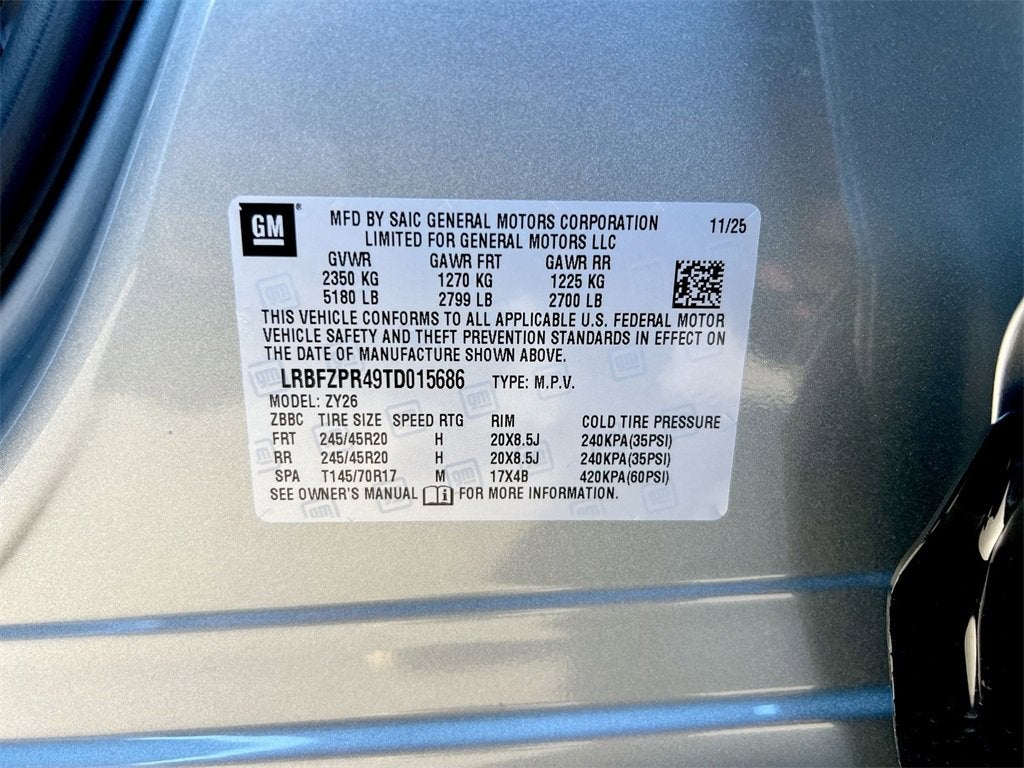 GM ® MFD BY SAIC GENERAL MOTORS CORPORATION 11/25
LIMITED FOR GENERAL MOTORS LLC
GVWR GAWR FRT GAWR RR
2350 KG 1270 KG 1225 KG
5180 LB 2799 LB 2700 LB
THIS VEHICLE CONFORMS TO ALL APPLICABLE U.S. FEDERAL MOTOR
VEHICLE SAFETY AND THEFT PREVENTION STANDARDS IN EFFECT ON
THE DATE OF MANUFACTURE SHOWN ABOVE.
LRBFZPR49TD015686 TYPE: M.P.V.
MODEL: ZY26
ZBBC TIRE SIZE SPEED RTG RIM COLD TIRE PRESSURE
FRT 245/45R20 H 20X8.5J 240KPA(35PSI)
RR 245/45R20 H 20X8.5J 240KPA(35PSI)
SPA T145/70R17 M 17X4B 420KPA(60PSI)
SEE OWNER'S MANUAL i FOR MORE INFORMATION.